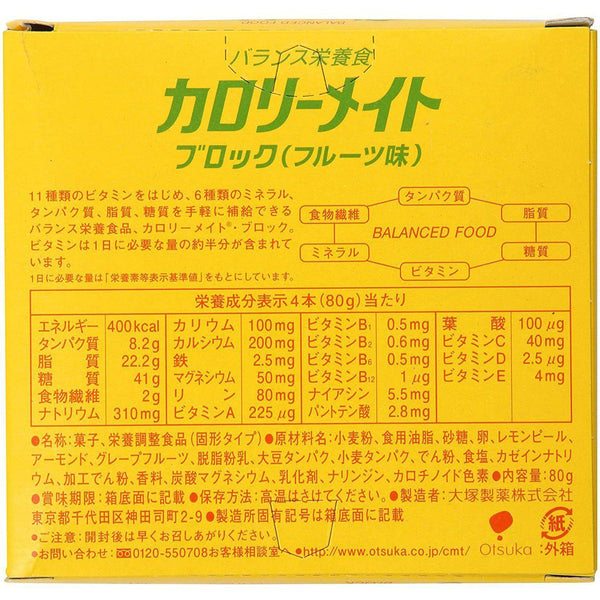 BALANCED FOOD
バランス栄養食
カロリーメイト
ブロック(フルーツ味)
11種類のビタミンをはじめ、6種類のミネラル、
タンパク質、脂質、糖質を手軽に補給できる
バランス栄養食品、カロリーメイト®・ブロック。
ビタミンは1日に必要な量の約半分が含まれて
います。
1日に必要な量は「栄養素等表示基準値」をもとにしています。
タンパク質
食物繊維 脂質
BALANCED FOOD
ミネラル 糖質
ビタミン
栄養成分表示4本(80g)当たり
エネルギー 400kcal カリウム 100mg ビタミンB1 0.5mg 葉酸 100μg
タンパク質 8.2g カルシウム 200mg ビタミンB2 0.6mg ビタミンC 40mg
脂質 22.2g 鉄 2.5mg ビタミンB6 0.5mg ビタミンD 2.5μg
糖質 41g マグネシウム 50mg ビタミンB12 1μg ビタミンE 4mg
食物繊維 2g リン 80mg ナイアシン 5.5mg
ナトリウム 310mg ビタミンA 225μg パントテン酸 2.8mg
●名称:菓子、栄養調整食品(固形タイプ)●原材料名:小麦粉、食用油脂、砂糖、卵、レモンピール、
アーモンド、グレープフルーツ、脱脂粉乳、大豆タンパク、小麦タンパク、でん粉、食塩、カゼインナトリ
ウム、加工でん粉、香料、炭酸マグネシウム、乳化剤、ナリンジン、カロチノイド色素●内容量:80g
●賞味期限:箱底面に記載●保存方法:高温はさけてください。●製造者:大塚製薬株式会社
東京都千代田区神田司町2-9●製造所固有記号は箱底面に記載
●ご注意:開封後は早くお召しあがりください。
●お問い合わせ:0120-550708お客様相談室へ ●http://www.otsuka.co.jp/cmt/
Otsuka
紙
:外箱